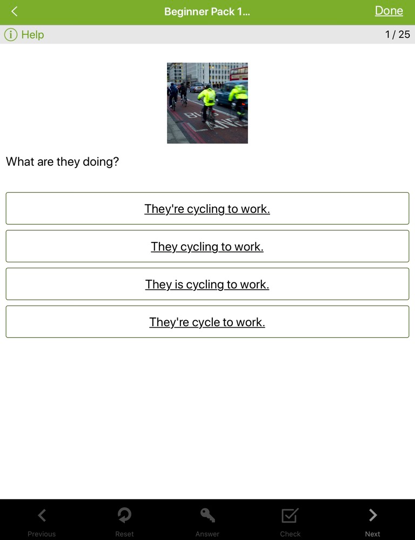 Beginner Pack 1...
Done
Help
1 / 25
What are they doing?
They're cycling to work.
They cycling to work.
They is cycling to work.
They're cycle to work.
Previous
Reset
Answer
Check
Next